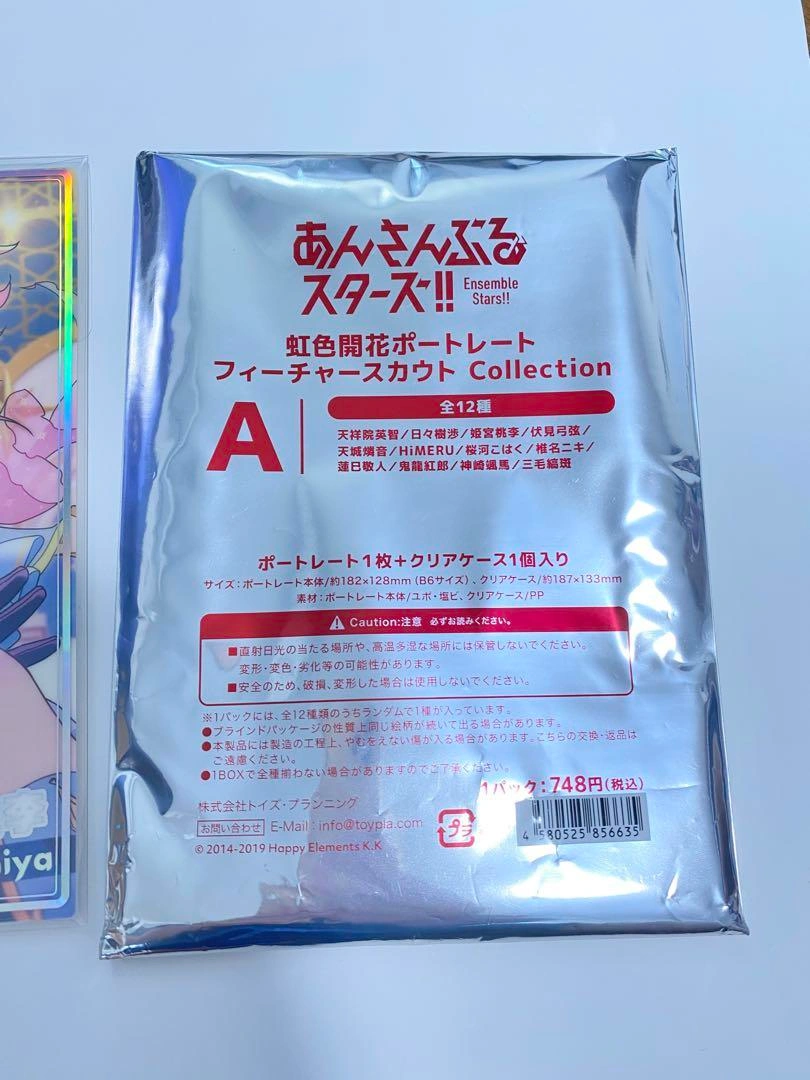 あんさんぶる
スターズ!!
Ensemble
Stars!!
虹色開花ポートレート
フィーチャースカウト Collection
A
全12種
天祥院英智/日々樹渉/姫宮桃李/伏見弓弦/
天城燐音/HiMERU/桜河こはく/椎名ニキ/
蓮巳敬人/鬼龍紅郎/神崎颯馬/三毛縞斑
ポートレート1枚+クリアケース1個入り
サイズ:ポートレート本体/約182×128mm(B6サイズ)、クリアケース/約187×133mm
素材:ポートレート本体/ユポ・塩ビ、クリアケース/PP
Caution:注意 必ずお読みください。
■直射日光の当たる場所や、高温多湿な場所には保管しないでください。
変形・変色・劣化等の可能性があります。
■安全のため、破損、変形した場合は使用しないでください。
※1パックには、全12種類のうちランダムで1種が入っています。
●ブラインドパッケージの性質上同じ絵柄が続いて出る場合があります。
●本製品には製造の工程上、やむをえない傷が入る場合があります。こちらの交換・返品は
ご遠慮ください。
●1BOXで全種揃わない場合がありますのでご了承ください。
1パック:748円(税込)
株式会社トイズ・プランニング
お問い合わせ E-Mail:info@toypla.com
プラ
4 580525 856635
© 2014-2019 Happy Elements K.K
iya